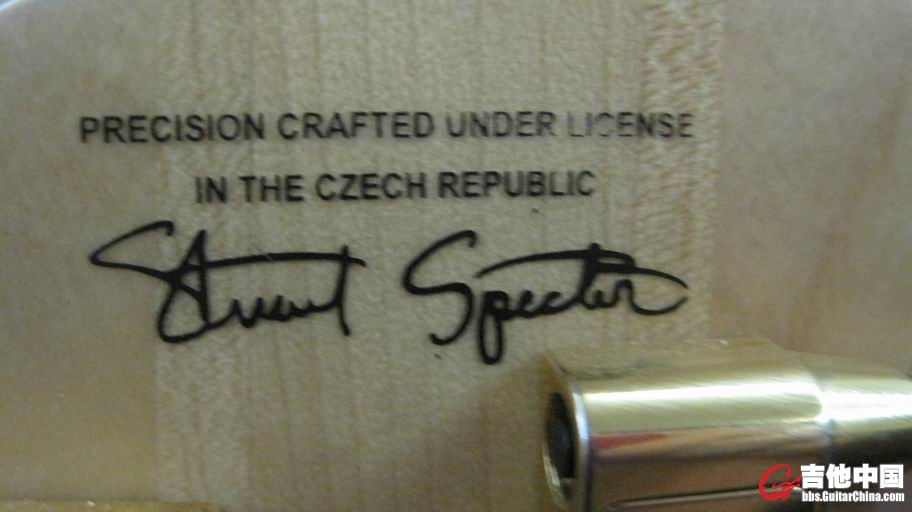 PRECISION CRAFTED UNDER LICENSE
IN THE CZECH REPUBLIC
Stuart Spector
吉他中国
bbs.GuitarChina.com